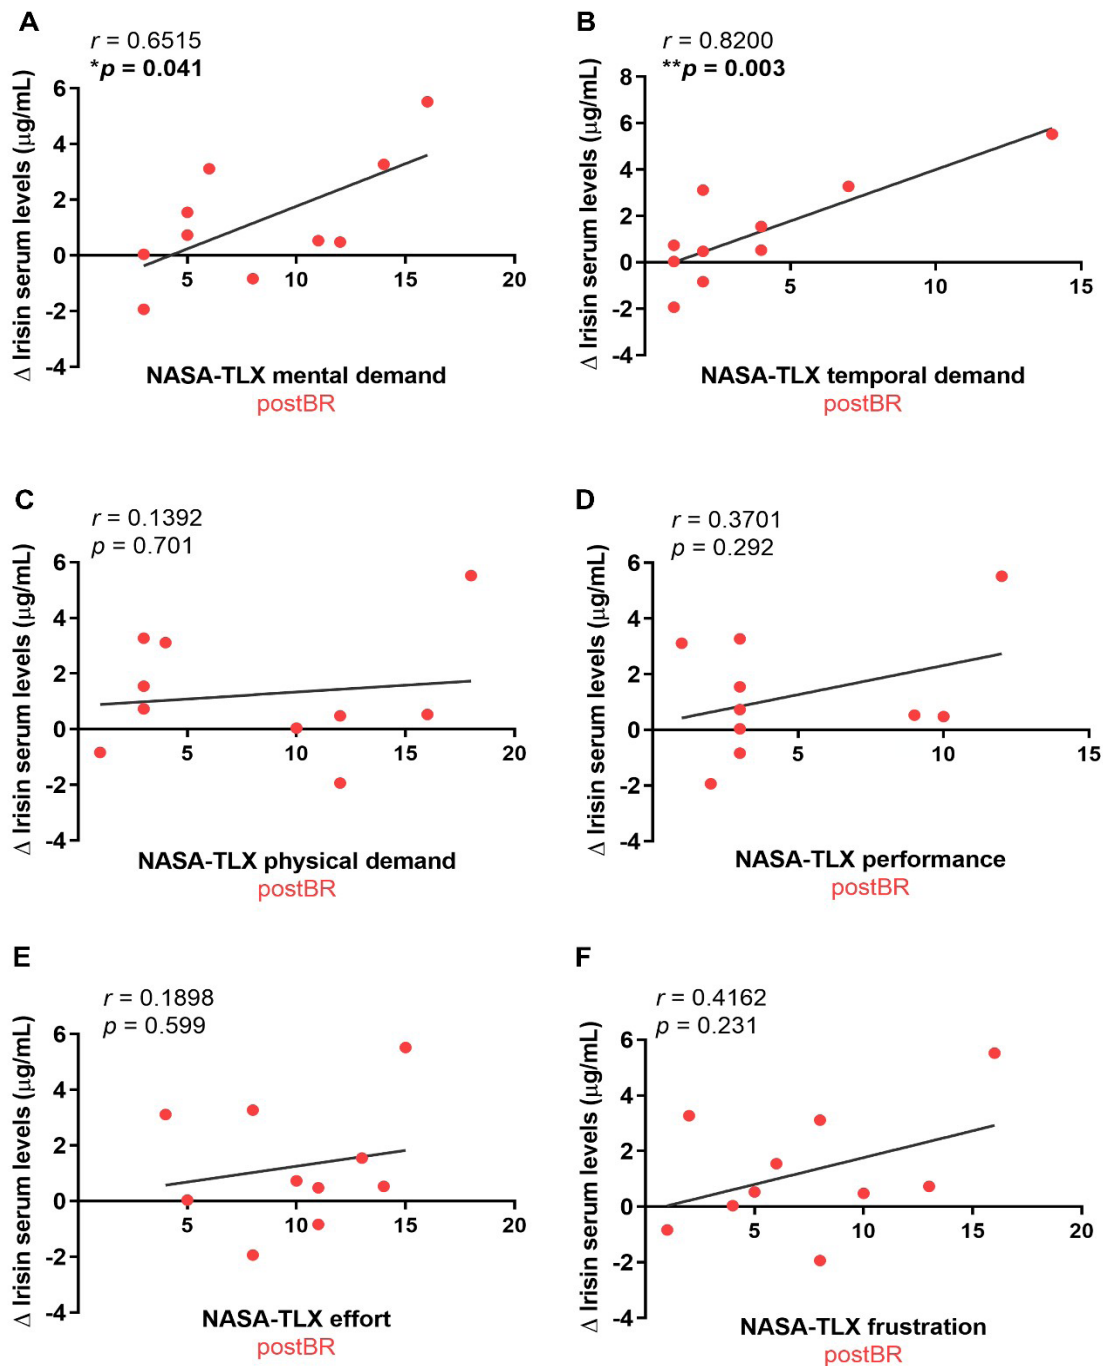 A
r = 0.6515
*p = 0.041
Δ Irisin serum levels (µg/mL)
6
4
2
0
-2
-4
5
10
15
20
NASA-TLX mental demand
postBR
B
r = 0.8200
**p = 0.003
Δ Irisin serum levels (µg/mL)
8
6
4
2
0
-2
-4
5
10
15
NASA-TLX temporal demand
postBR
C
r = 0.1392
p = 0.701
Δ Irisin serum levels (µg/mL)
6
4
2
0
-2
-4
5
10
15
20
NASA-TLX physical demand
postBR
D
r = 0.3701
p = 0.292
Δ Irisin serum levels (µg/mL)
6
4
2
0
-2
-4
5
10
15
NASA-TLX performance
postBR
E
r = 0.1898
p = 0.599
Δ Irisin serum levels (µg/mL)
6
4
2
0
-2
-4
5
10
15
20
NASA-TLX effort
postBR
F
r = 0.4162
p = 0.231
Δ Irisin serum levels (µg/mL)
6
4
2
0
-2
-4
5
10
15
20
NASA-TLX frustration
postBR